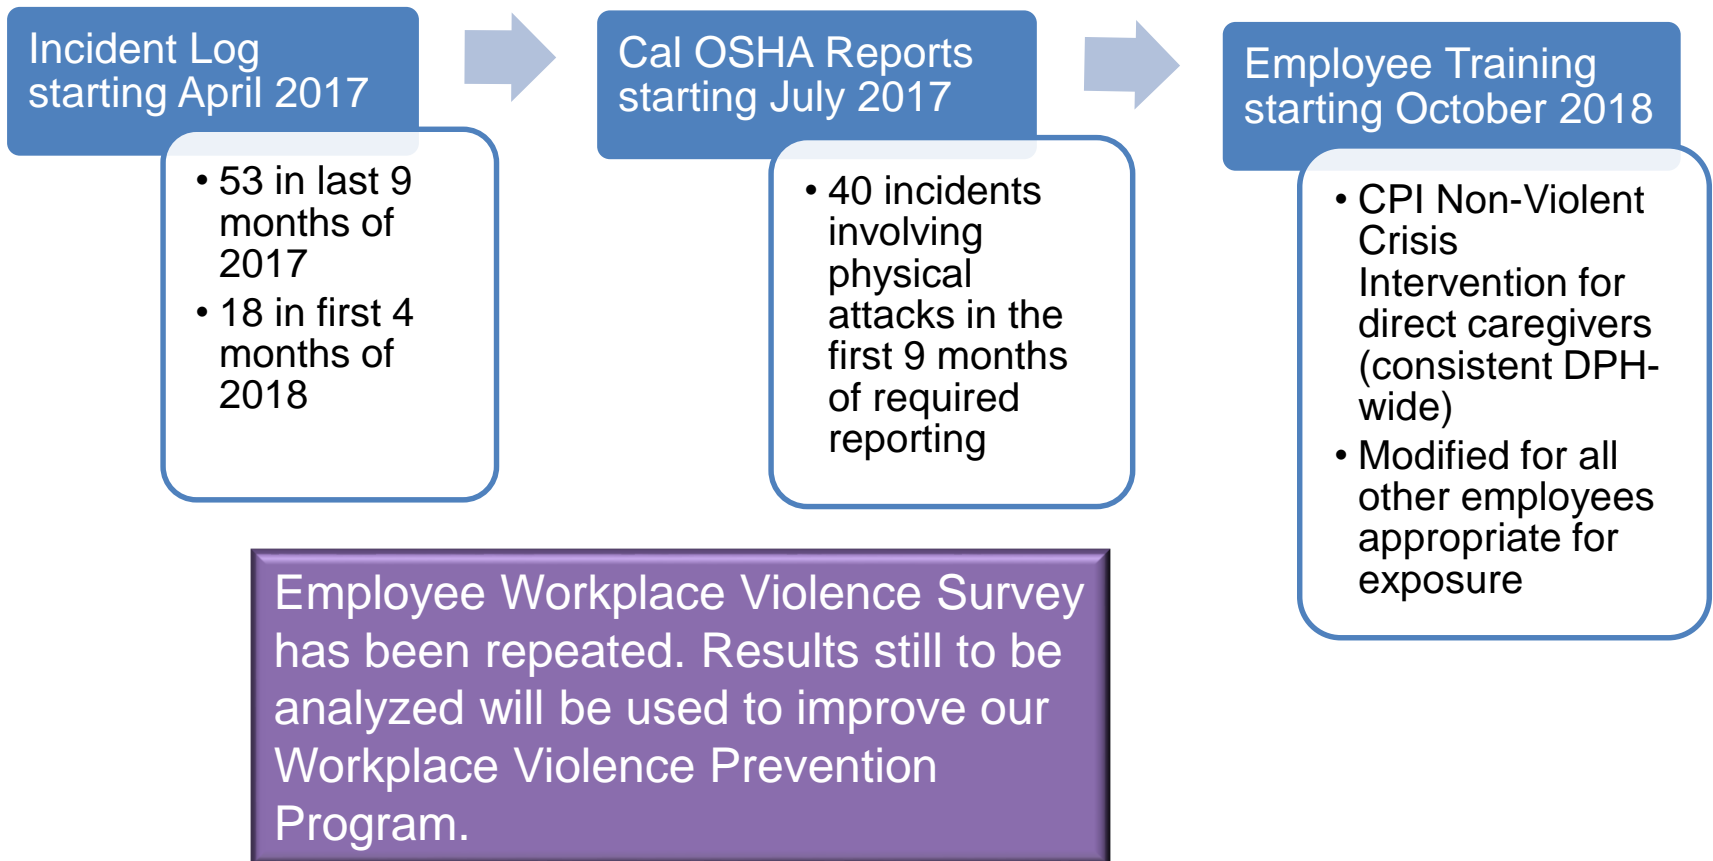 Incident Log
starting April 2017
• 53 in last 9
months of
2017
• 18 in first 4
months of
2018
Cal OSHA Reports
starting July 2017
• 40 incidents
involving
physical
attacks in the
first 9 months
of required
reporting
Employee Training
starting October 2018
• CPI Non-Violent
Crisis
Intervention for
direct caregivers
(consistent DPH-
wide)
• Modified for all
other employees
appropriate for
exposure
Employee Workplace Violence Survey
has been repeated. Results still to be
analyzed will be used to improve our
Workplace Violence Prevention
Program.